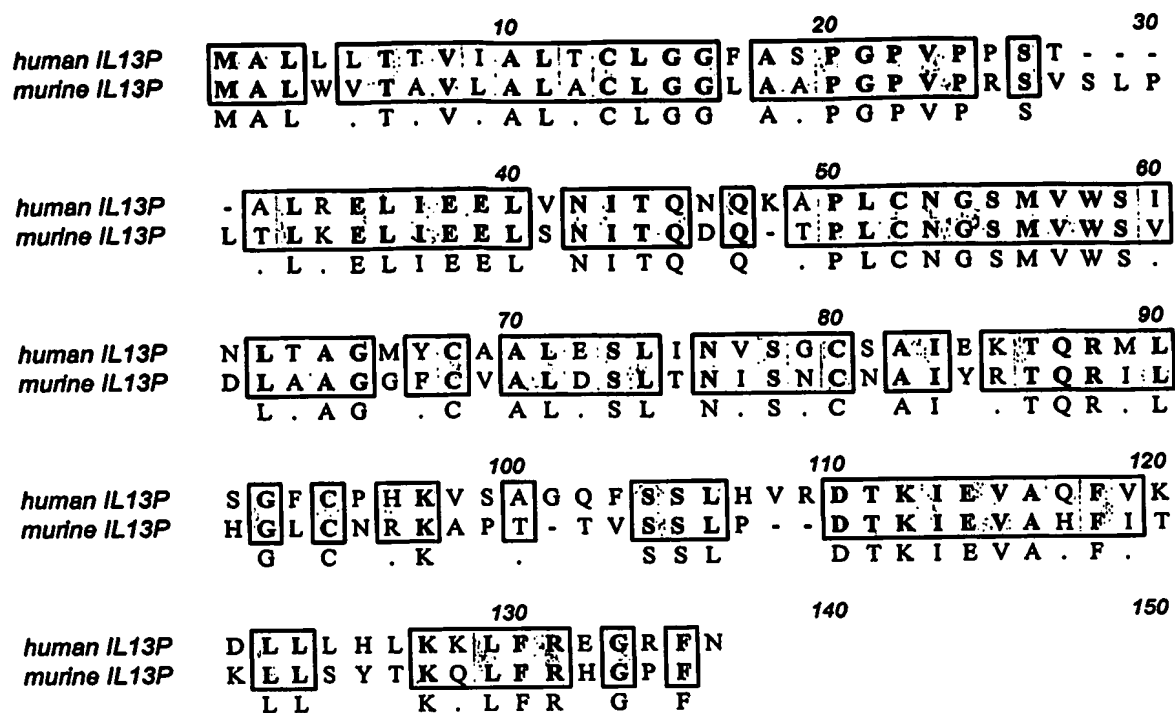 10 20 30
human IL13P M A L L L T T V I A L T C L G G F A S P G P V P P S T - - -
murine IL13P M A L W V T A V L A L A C L G G L A A P G P V P R S V S L P
M A L . T . V . A L . C L G G A . P G P V P S
40 50 60
human IL13P - A L R E L I E E L V N I T Q N Q K A P L C N G S M V W S I
murine IL13P L T L K E L I E E L S N I T Q D Q - T P L C N G S M V W S V
. L . E L I E E L N I T Q Q . P L C N G S M V W S .
70 80 90
human IL13P N L T A G M Y C A A L E S L I N V S G C S A I E K T Q R M L
murine IL13P D L A A G G F C V A L D S L T N I S N C N A I Y R T Q R I L
L . A G . C A L . S L N . S . C A I . T Q R . L
100 110 120
human IL13P S G F C P H K V S A G Q F S S L H V R D T K I E V A Q F V K
murine IL13P H G L C N R K A P T - T V S S L P - - D T K I E V A H F I T
G C . K . S S L D T K I E V A . F .
130 140 150
human IL13P D L L L H L K K L F R E G R F N
murine IL13P K L L S Y T K Q L F R H G P F
L L K . L F R G F